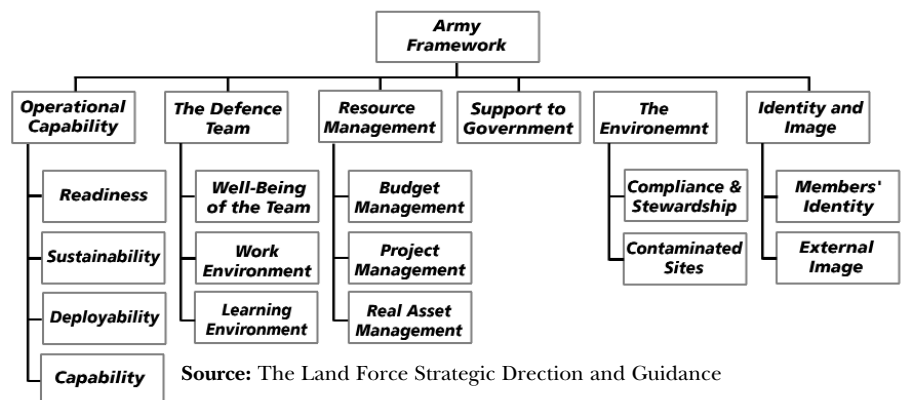 Army
Framework
Operational
Capability
The Defence
Team
Resource
Management
Support to
Government
The
Environemnt
Identity and
Image
Readiness
Sustainability
Deployability
Capability
Well-Being
of the Team
Work
Environment
Learning
Environment
Budget
Management
Project
Management
Real Asset
Management
Compliance &
Stewardship
Contaminated
Sites
Members'
Identity
External
Image
Source: The Land Force Strategic Drection and Guidance